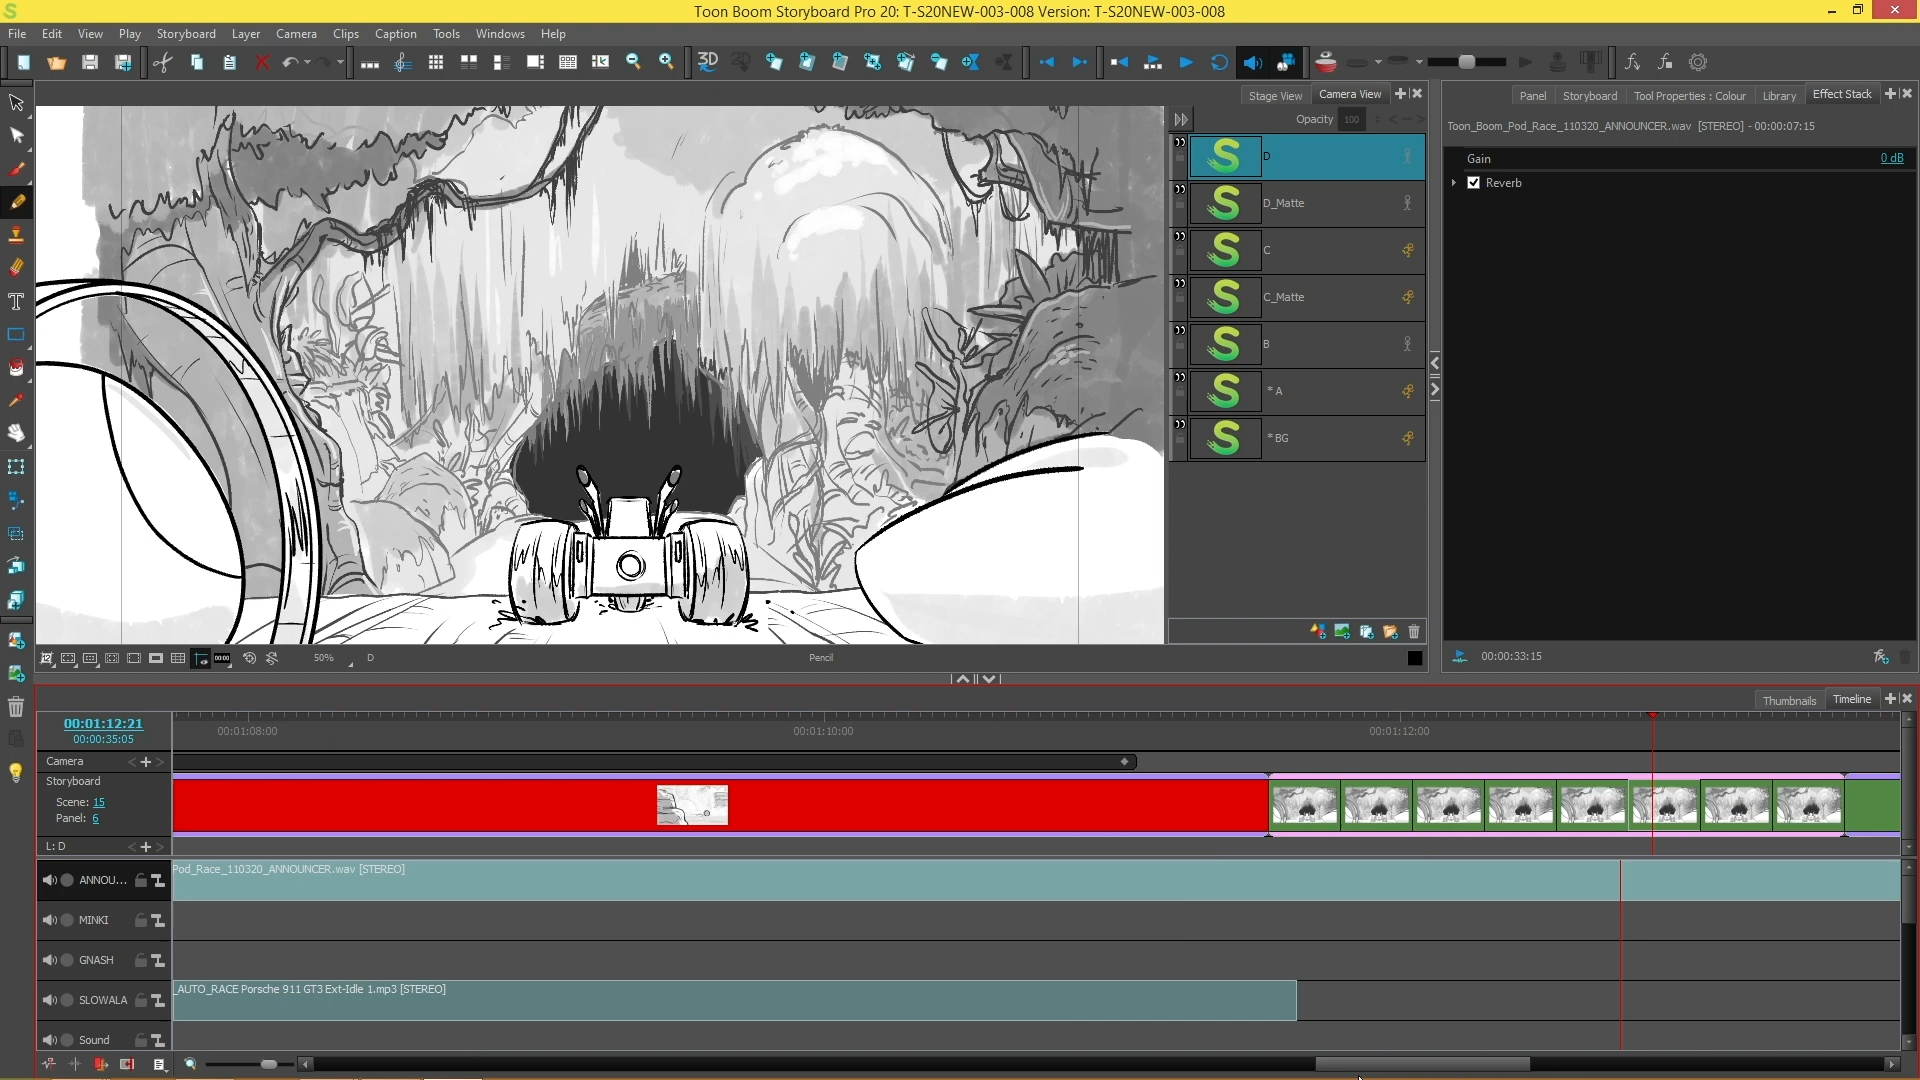 Toon Boom Storyboard Pro 20: T-S20NEW-003-008 Version: T-S20NEW-003-008
File Edit View Play Storyboard Layer Camera Clips Caption Tools Windows Help
3D
Stage View Camera View
Panel Storyboard Tool Properties : Colour Library Effect Stack
Opacity 100
Toon_Boom_Pod_Race_110320_ANNOUNCER.wav [STEREO] - 00:00:07:15
Gain 0 dB
Reverb
D
D_Matte
C
C_Matte
B
* A
* BG
50% D Pencil
00:00:33:15
Thumbnails Timeline
00:01:12:21
00:00:35:05
00:01:08:00 00:01:10:00 00:01:12:00
Camera
Storyboard
Scene: 15
Panel: 6
L: D
ANNOU... Pod_Race_110320_ANNOUNCER.wav [STEREO]
MINKI
GNASH
SLOWALA _AUTO_RACE Porsche 911 GT3 Ext-Idle 1.mp3 [STEREO]
Sound